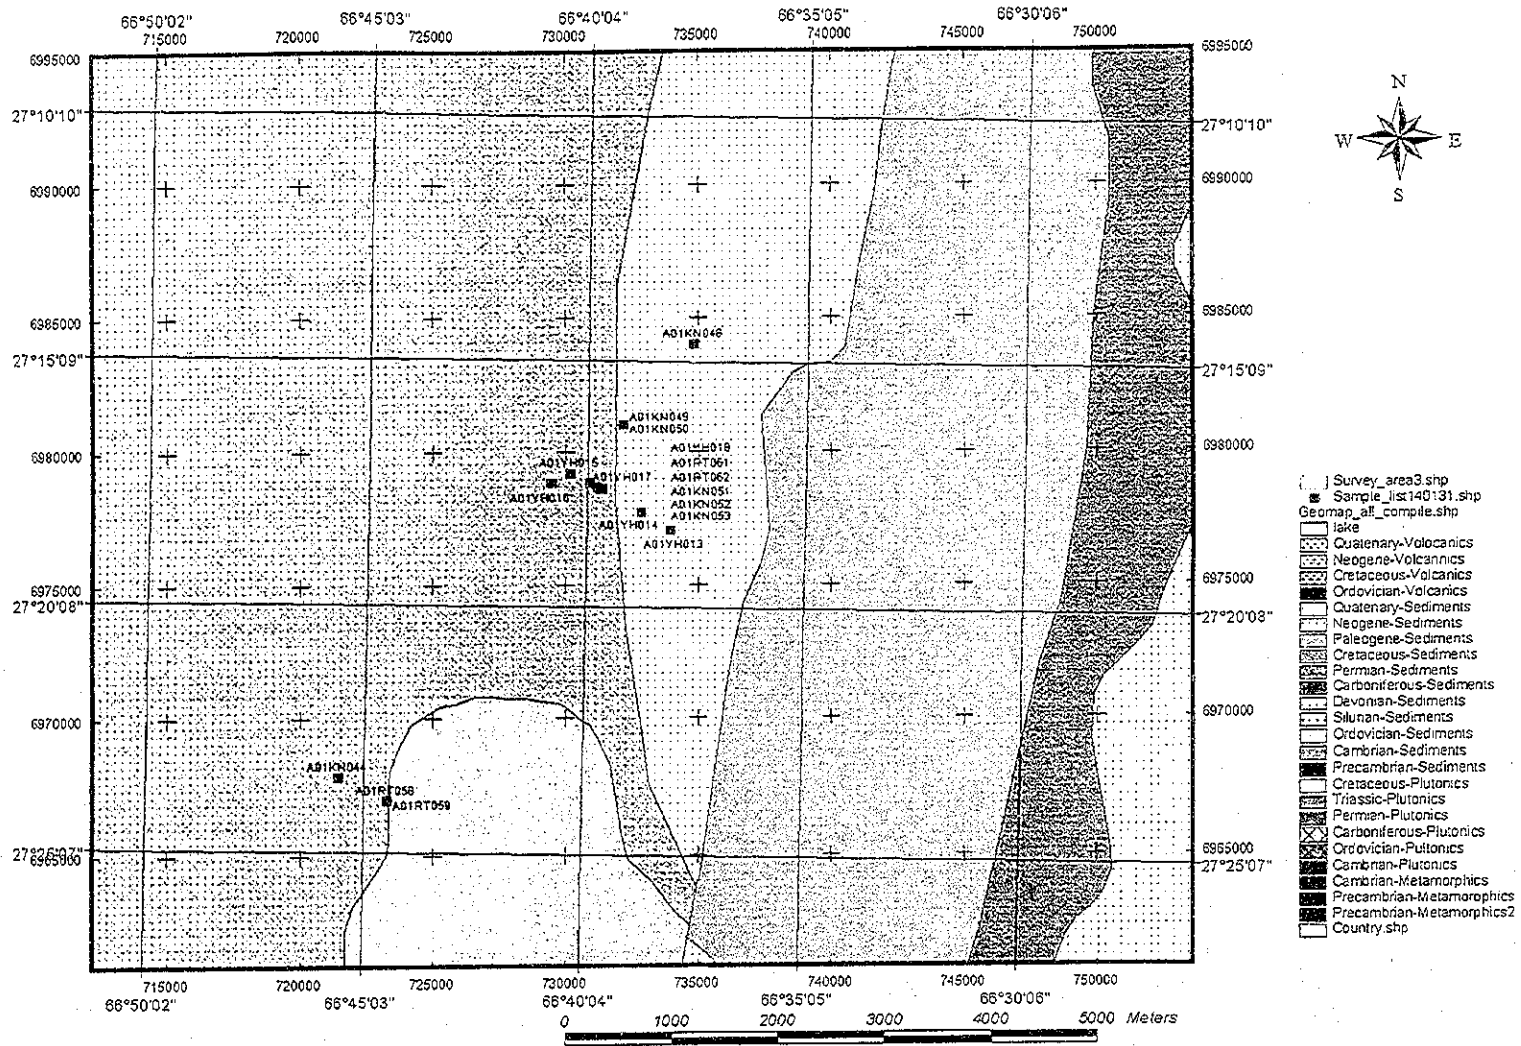 66°50'02" 66°45'03" 66°40'04" 66°35'05" 66°30'06"
715000 720000 725000 730000 735000 740000 745000 750000
6995000 6995000
27°10'10" 27°10'10"
6990000 6990000
6985000 6985000
27°15'09" 27°15'09"
6980000 6980000
6975000 6975000
27°20'08" 27°20'08"
6970000 6970000
6965000 6965000
27°25'07"
A01KN046
A01KN049
A01KN050
A01KH018
A01RT061
A01RT062
A01KN051
A01KN052
A01KN053
A01YH015
A01YH017
A01YH016
A01YH014
A01YH013
A01KN044
A01RT058
A01RT059
715000 720000 725000 730000 735000 740000 745000 750000
66°50'02" 66°45'03" 66°40'04" 66°35'05" 66°30'06"
0 1000 2000 3000 4000 5000 Meters
N
W E
S
Survey_area3.shp
Sample_list140131.shp
Geomap_all_compile.shp
lake
Quatenary-Volocanics
Neogene-Volcannics
Cretaceous-Volcanics
Ordovician-Volcanics
Quatenary-Sediments
Neogene-Sediments
Paleogene-Sediments
Cretaceous-Sediments
Permian-Sediments
Carboniferous-Sediments
Devonian-Sediments
Silurian-Sediments
Ordovician-Sediments
Cambrian-Sediments
Precambrian-Sediments
Cretaceous-Plutonics
Triassic-Plutonics
Permian-Plutonics
Carboniferous-Plutonics
Ordovician-Pultonics
Cambrian-Plutonics
Cambrian-Metamorphics
Precambrian-Metamorophics
Precambrian-Metamorphics2
Country.shp